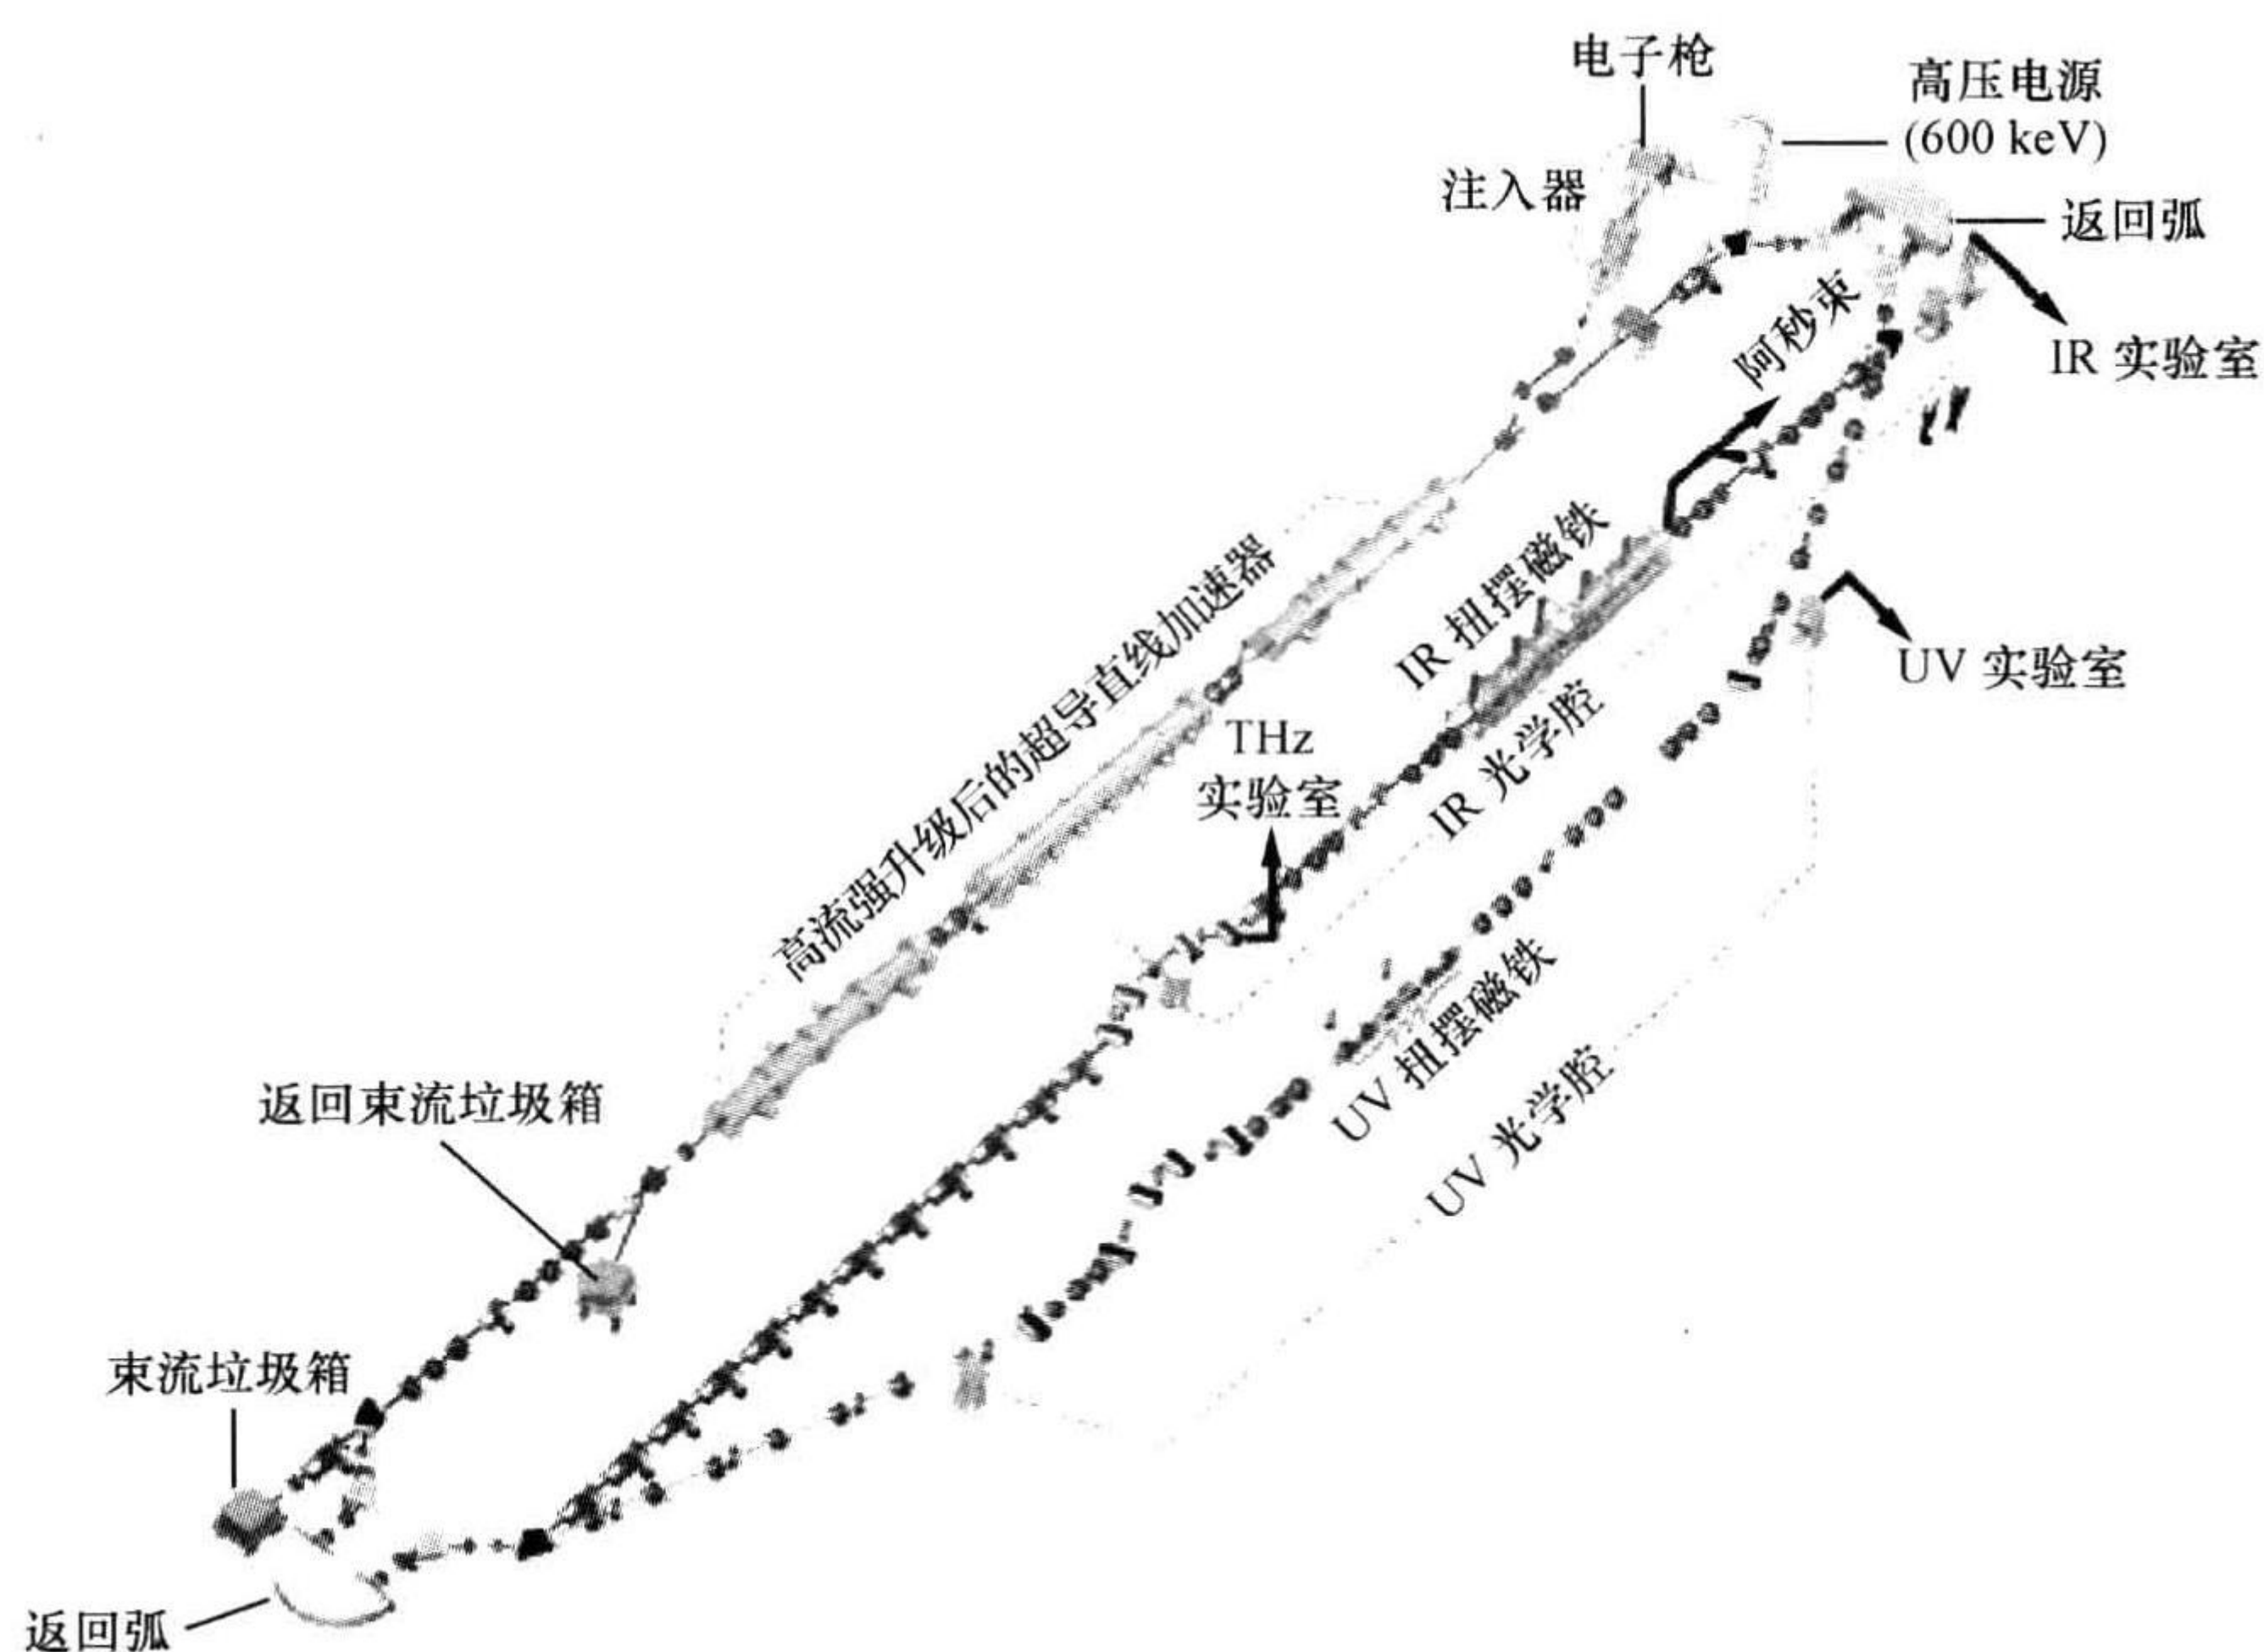 电子枪
高压电源
(600 keV)
注入器
返回弧
阿秒束
IR 实验室
IR 扭摆磁铁
高流强升级后的超导直线加速器
UV 实验室
THz
实验室
IR 光学腔
UV 扭摆磁铁
UV 光学腔
返回束流垃圾箱
束流垃圾箱
返回弧